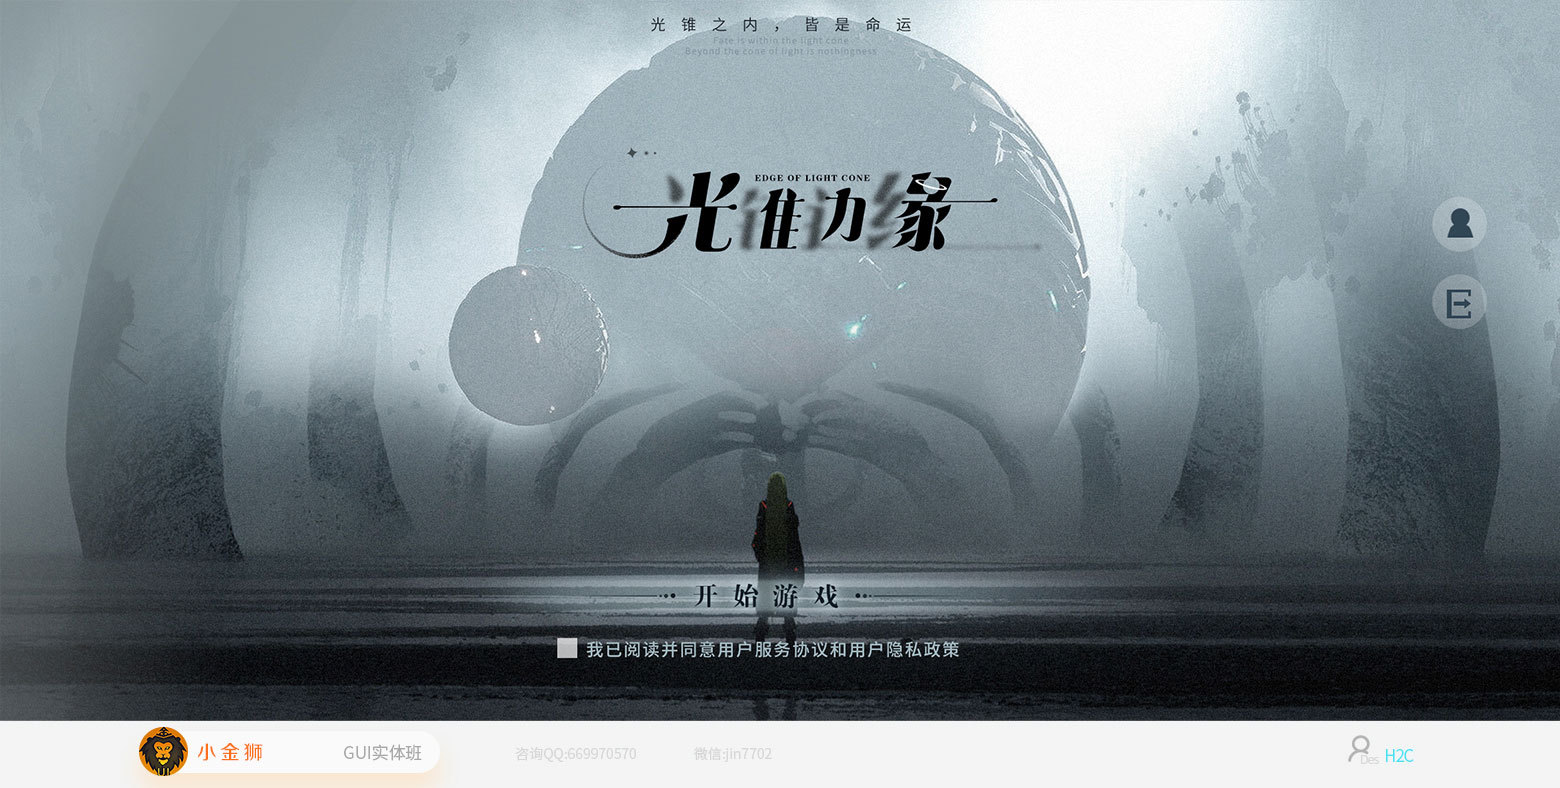 光锥之内，皆是命运
Fate is within the light cone
Beyond the cone of light is nothingness
EDGE OF LIGHT CONE
光锥边缘
开始游戏
我已阅读并同意用户服务协议和用户隐私政策
小金狮
GUI实体班
咨询QQ:669970570
微信:jin7702
Des
H2C